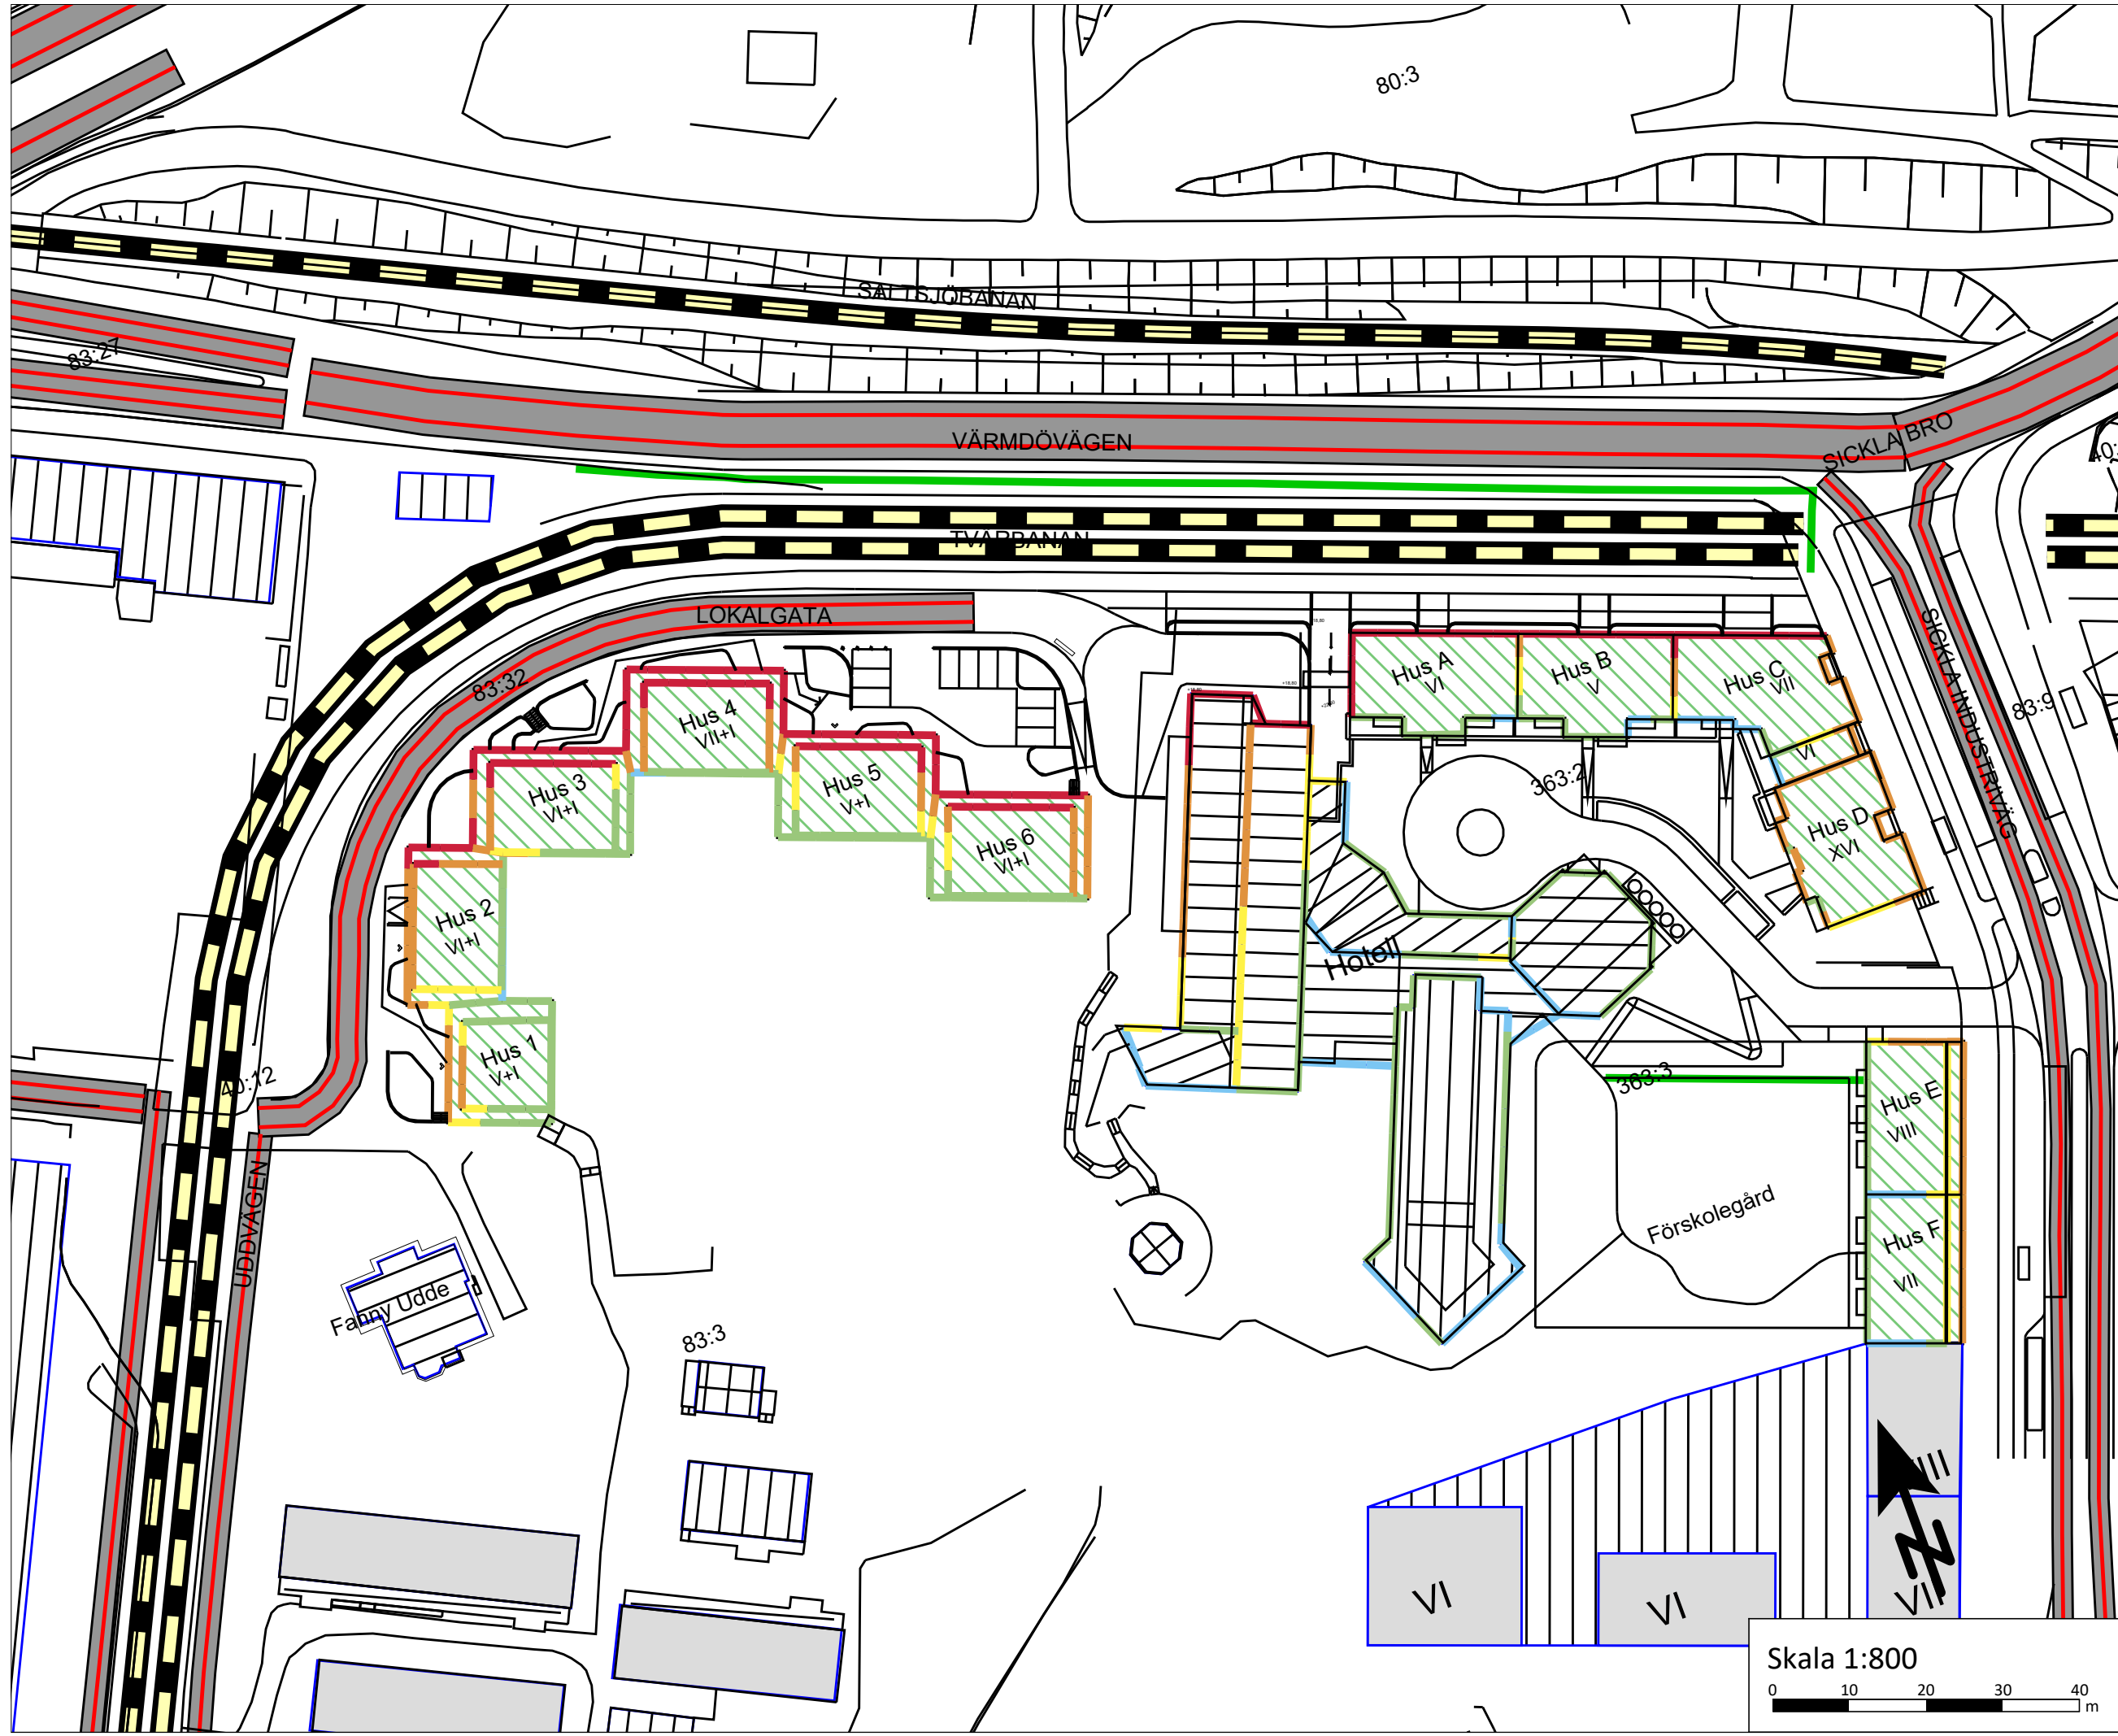 80:3
SALTSJÖBANAN
83:27
VÄRMDÖVÄGEN
SICKLA BRO
40:
TVÄRBANAN
LOKALGATA
83:32
SICKLA INDUSTRIVÄG
83:9
Hus A
VI
Hus B
V
Hus C
VII
VI
Hus D
XVI
363:2
Hus 4
VII+I
Hus 5
V+I
Hus 3
VI+I
Hus 6
VI+I
Hus 2
VI+I
Hus 1
V+I
Hotell
40:12
363:3
Hus E
VIII
Hus F
VII
Förskolegård
UDDVÄGEN
Fanny Udde
83:3
VI
VI
VII
Skala 1:800
0 10 20 30 40
m